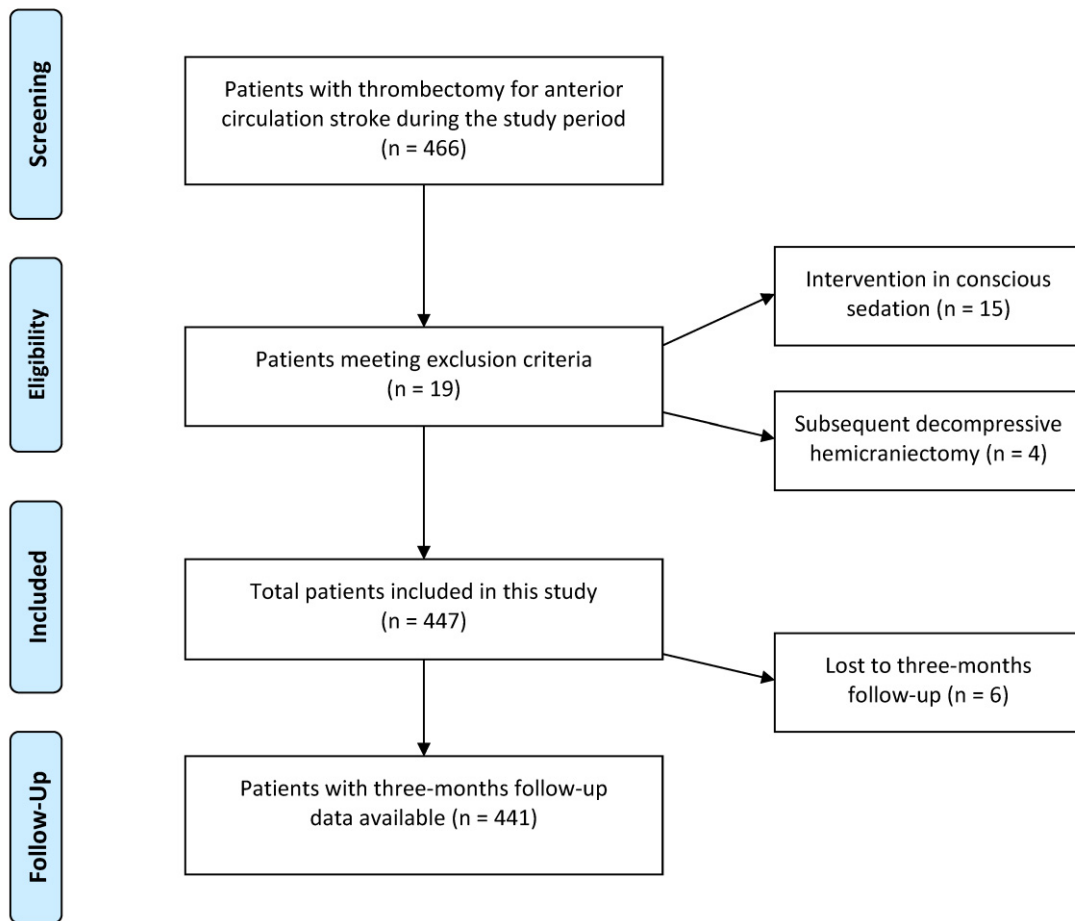 Screening
Patients with thrombectomy for anterior
circulation stroke during the study period
(n = 466)
Eligibility
Patients meeting exclusion criteria
(n = 19)
Intervention in conscious
sedation (n = 15)
Subsequent decompressive
hemicraniectomy (n = 4)
Included
Total patients included in this study
(n = 447)
Lost to three-months
follow-up (n = 6)
Follow-Up
Patients with three-months follow-up
data available (n = 441)